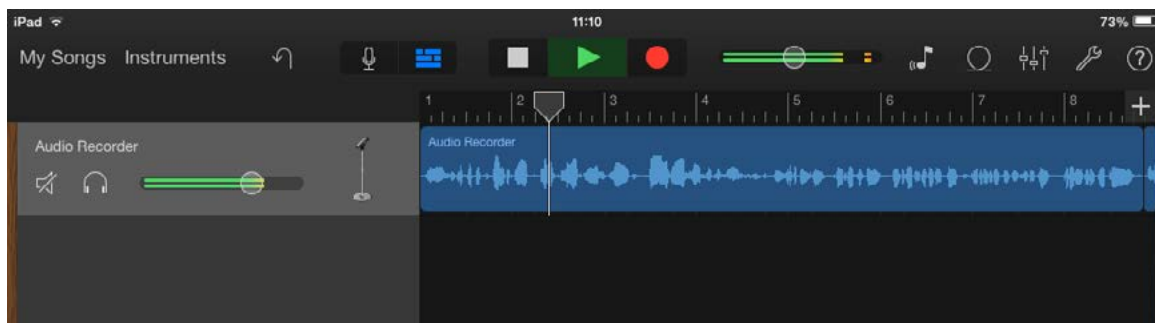 iPad 11:10 73%
My Songs Instruments ?
1 2 3 4 5 6 7 8 +
Audio Recorder
Audio Recorder